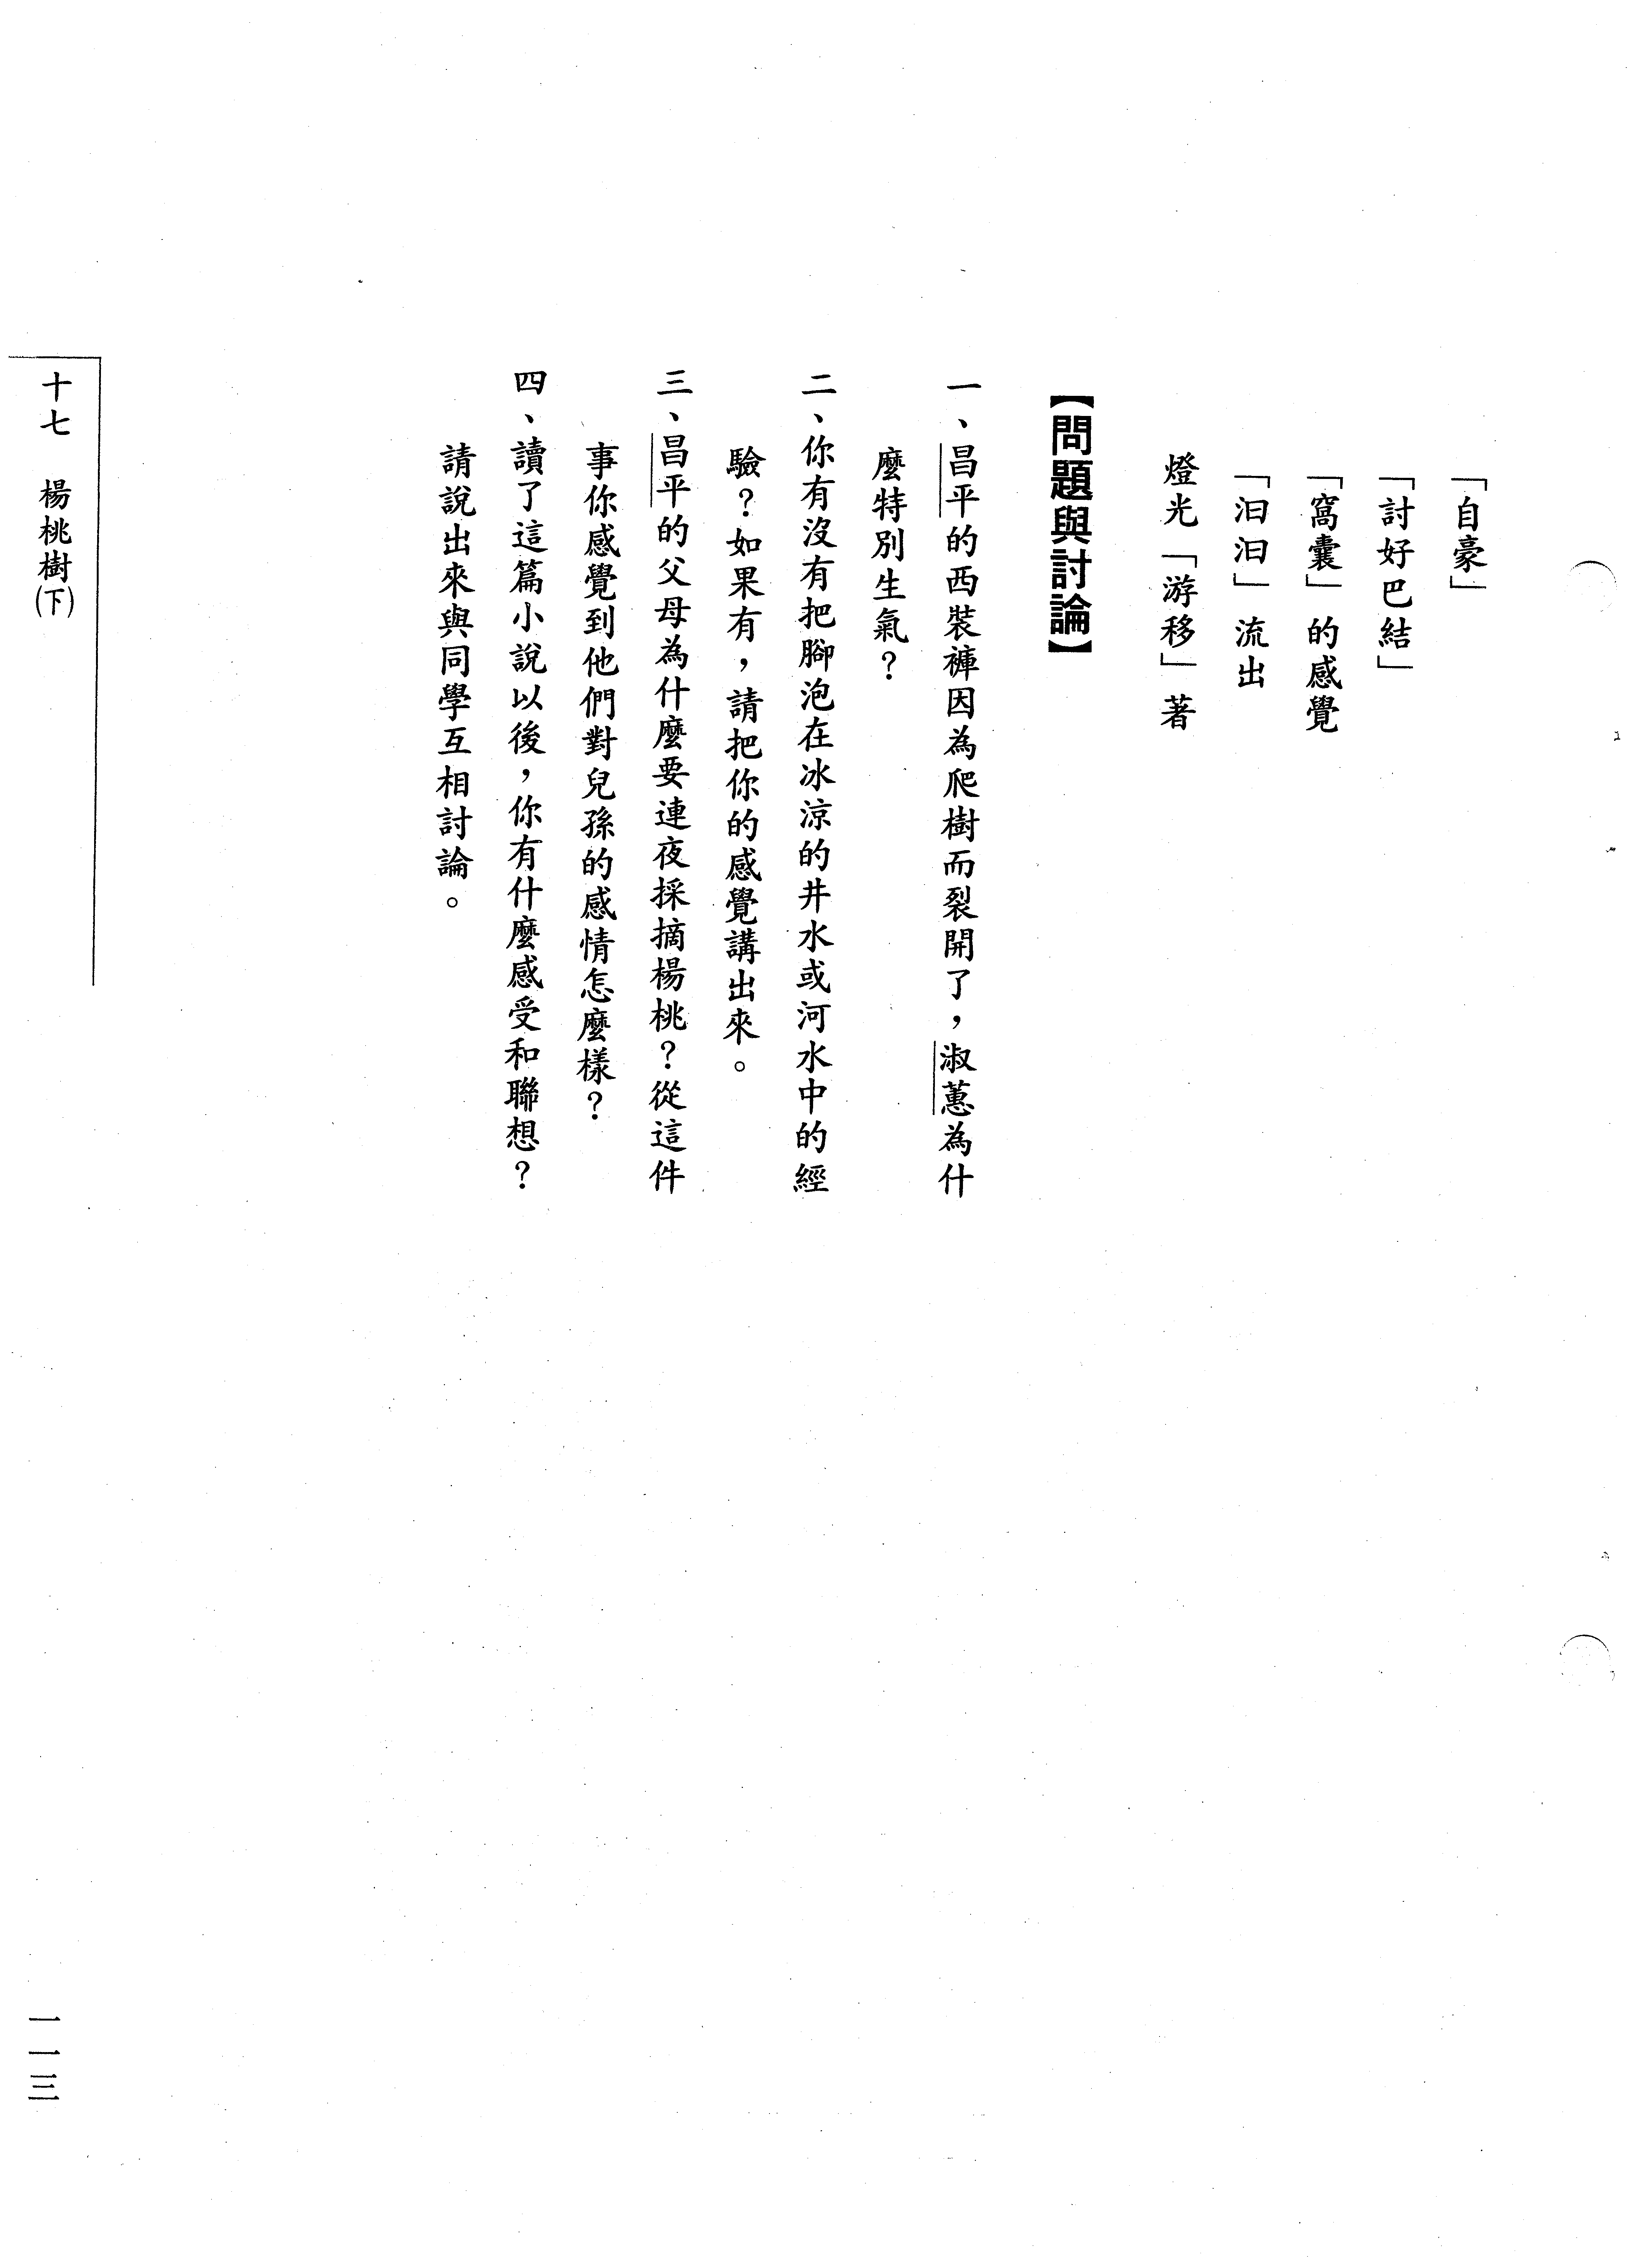 「自豪」
「討好巴結」
「窩囊」的感覺
「汩汩」流出
燈光「游移」著
【問題與討論】
一、昌平的西裝褲因為爬樹而裂開了，淑蕙為什
麼特別生氣？
二、你有沒有把腳泡在冰涼的井水或河水中的經
驗？如果有，請把你的感覺講出來。
三、昌平的父母為什麼要連夜採摘楊桃？從這件
事你感覺到他們對兒孫的感情怎麼樣？
四、讀了這篇小說以後，你有什麼感受和聯想？
請說出來與同學互相討論。
十七　楊桃樹(下)
一一三